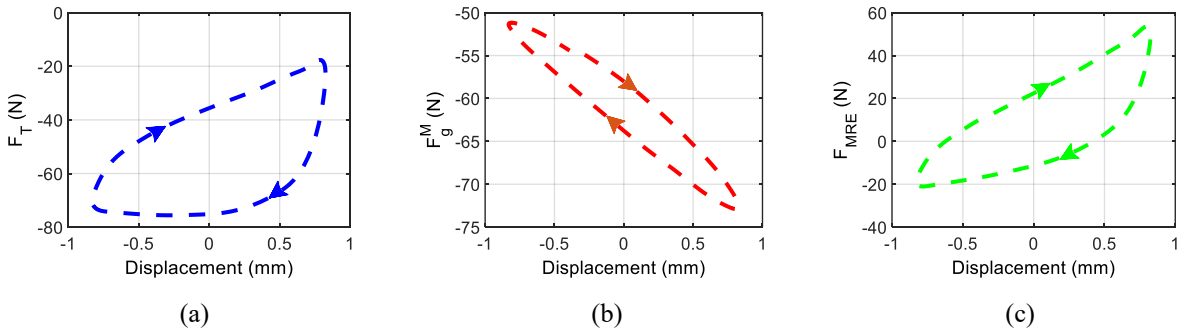 0
-20
-40
-60
-80
F_T (N)
-1 -0.5 0 0.5 1
Displacement (mm)
(a)
-50
-55
-60
-65
-70
-75
F_g^M (N)
-1 -0.5 0 0.5 1
Displacement (mm)
(b)
60
40
20
0
-20
-40
F_MRE (N)
-1 -0.5 0 0.5 1
Displacement (mm)
(c)